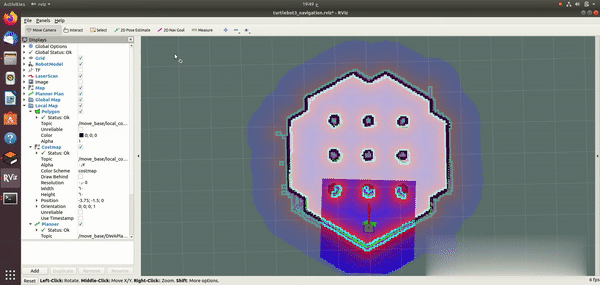 Activities
rviz
19:49
turtlebot3_navigation.rviz* - RViz
File Panels Help
Move Camera Interact Select 2D Pose Estimate 2D Nav Goal Measure
Displays
Global Options
Global Status: Ok
Grid
RobotModel
TF
LaserScan
Image
Map
Planner Plan
Global Map
Local Map
Polygon
Status: Ok
Topic /move_base/local_co...
Unreliable
Color 0; 0; 0
Alpha 1
Costmap
Status: Ok
Topic /move_base/local_co...
Alpha
Color Scheme costmap
Draw Behind
Resolution
Width
Height
Position -3.75; -1.5; 0
Orientation 0; 0; 0; 1
Unreliable
Use Timestamp
Planner
Status: Ok
Topic /move_base/DWAPla...
Add Duplicate Remove Rename
RViz
Reset Left-Click: Rotate. Middle-Click: Move X/Y. Right-Click: Zoom. Shift: More options.
6 fps